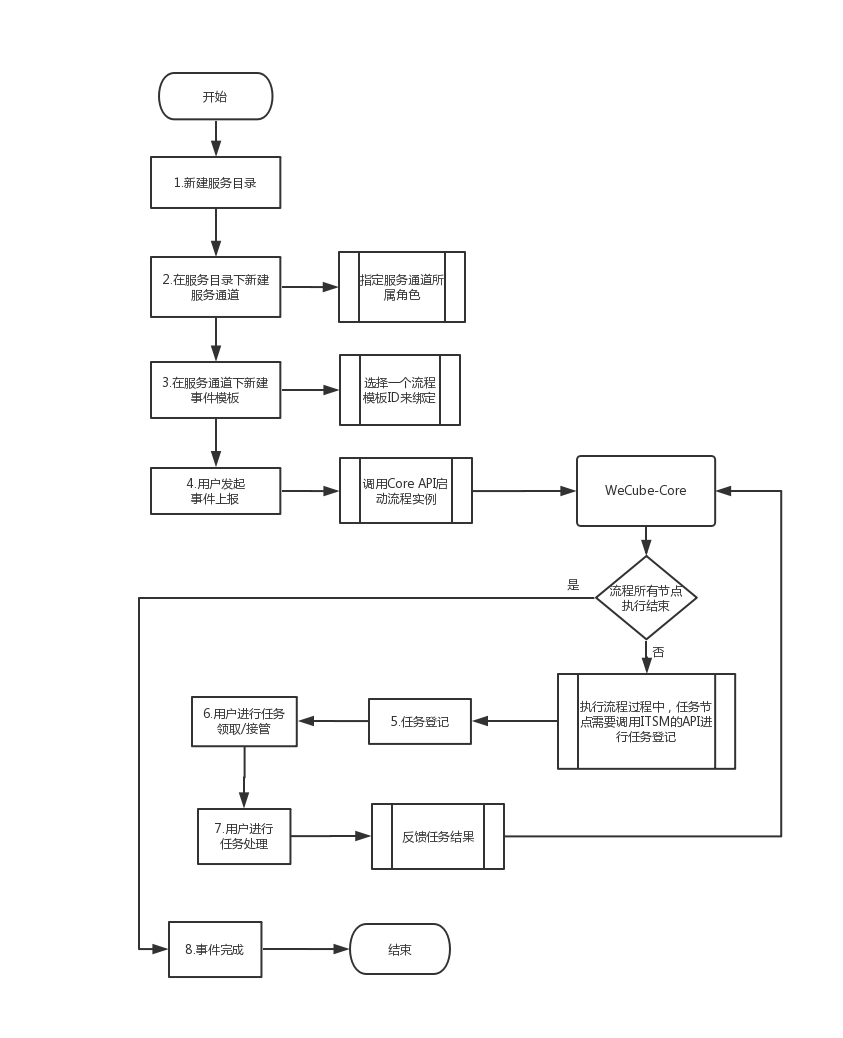 开始
1.新建服务目录
2.在服务目录下新建
服务通道
指定服务通道所
属角色
3.在服务通道下新建
事件模板
选择一个流程
模板ID来绑定
4.用户发起
事件上报
调用Core API启
动流程实例
WeCube-Core
是
流程所有节点
执行结束
否
执行流程过程中，任务节
点需要调用ITSM的API进
行任务登记
5.任务登记
6.用户进行任务
领取/接管
7.用户进行
任务处理
反馈任务结果
8.事件完成
结束